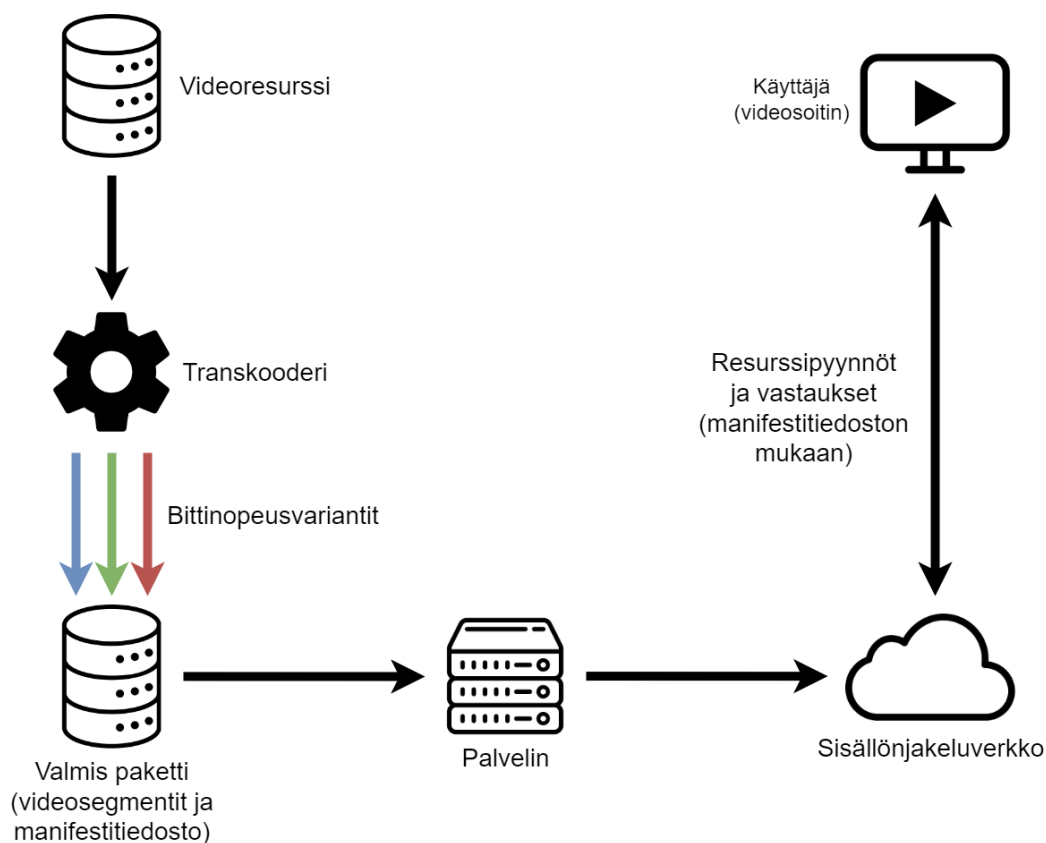 Videoresurssi
Käyttäjä
(videosoitin)
Transkooderi
Resurssipyynnöt
ja vastaukset
(manifestitiedoston
mukaan)
Bittinopeusvariantit
Palvelin
Sisällönjakeluverkko
Valmis paketti
(videosegmentit ja
manifestitiedosto)